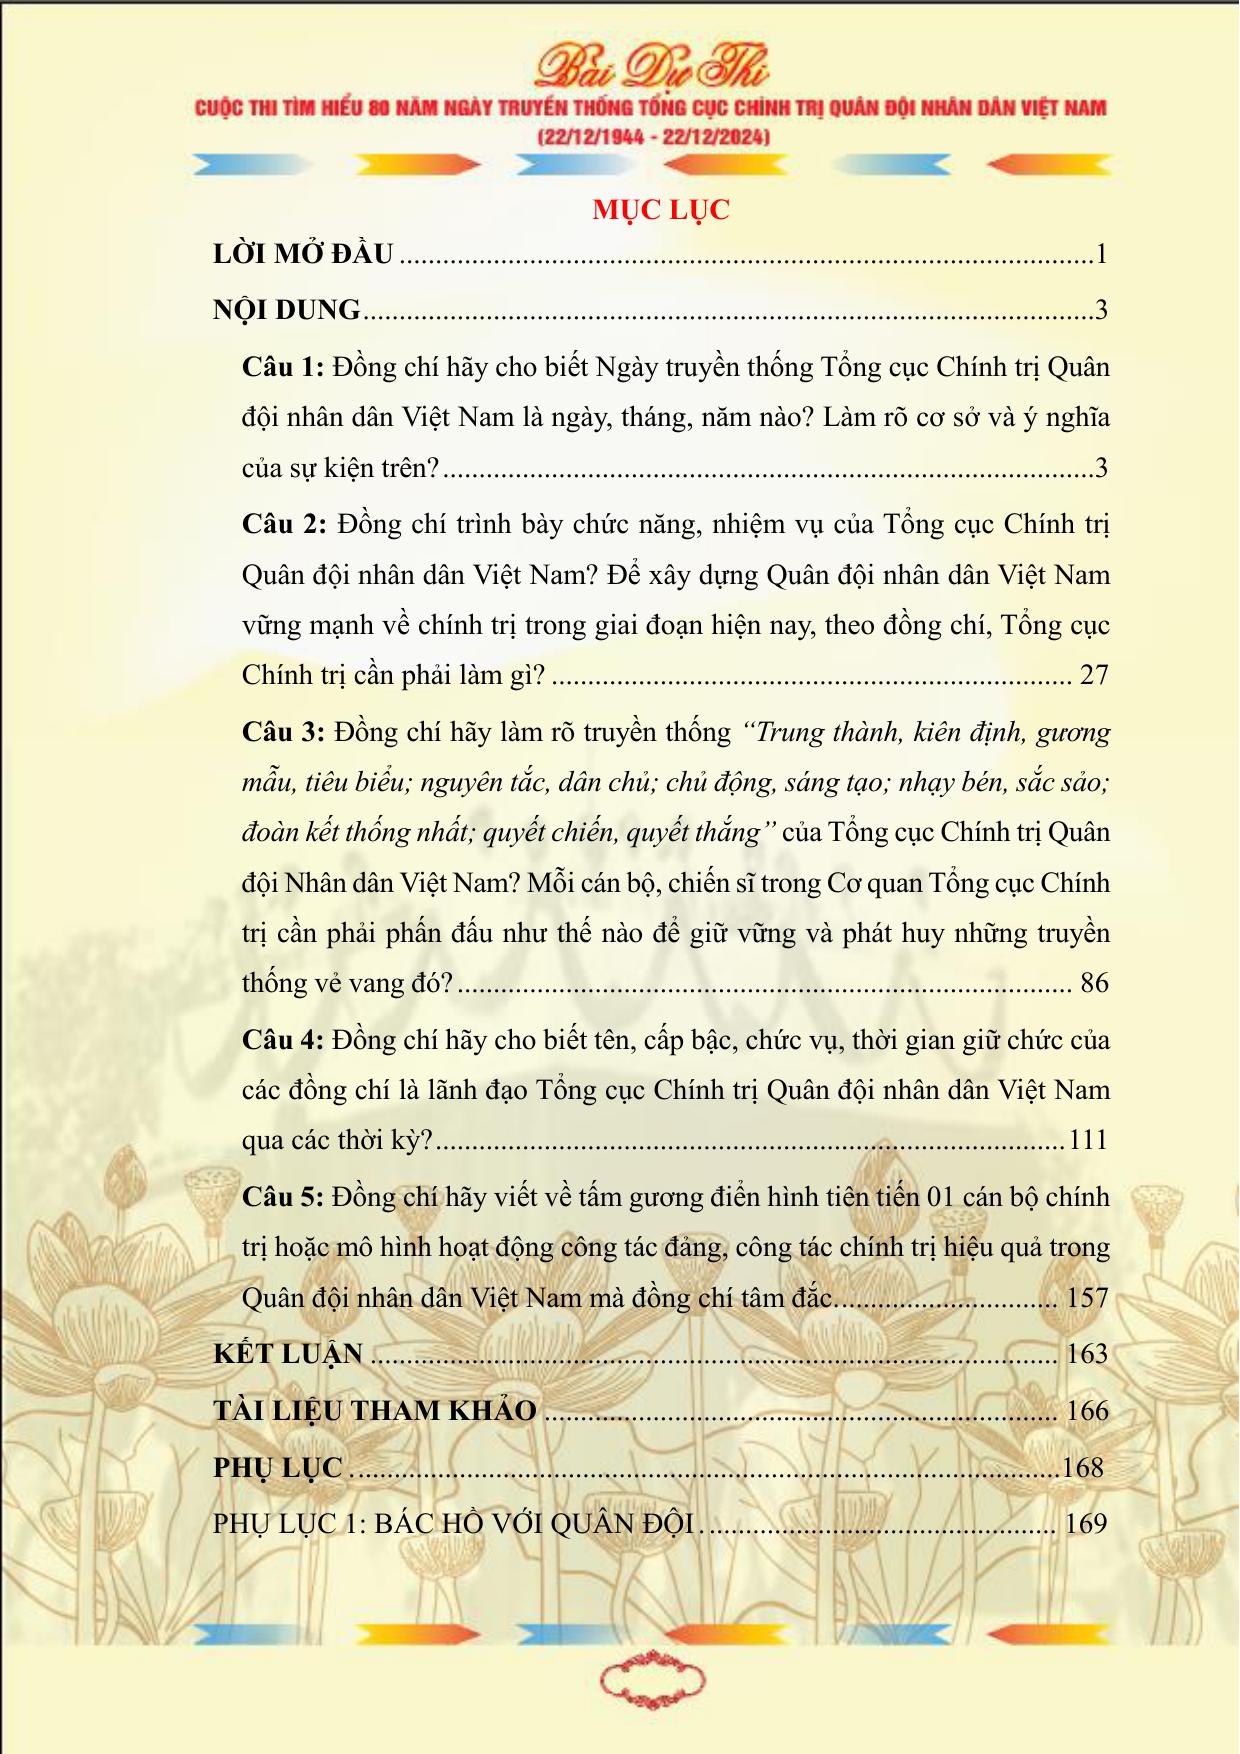 Bài Dự Thi
CUỘC THI TÌM HIỂU 80 NĂM NGÀY TRUYỀN THỐNG TỔNG CỤC CHÍNH TRỊ QUÂN ĐỘI NHÂN DÂN VIỆT NAM
(22/12/1944 - 22/12/2024)
MỤC LỤC
LỜI MỞ ĐẦU ................................................................................................1
NỘI DUNG.....................................................................................................3
Câu 1: Đồng chí hãy cho biết Ngày truyền thống Tổng cục Chính trị Quân
đội nhân dân Việt Nam là ngày, tháng, năm nào? Làm rõ cơ sở và ý nghĩa
của sự kiện trên?..........................................................................................3
Câu 2: Đồng chí trình bày chức năng, nhiệm vụ của Tổng cục Chính trị
Quân đội nhân dân Việt Nam? Để xây dựng Quân đội nhân dân Việt Nam
vững mạnh về chính trị trong giai đoạn hiện nay, theo đồng chí, Tổng cục
Chính trị cần phải làm gì? ........................................................................ 27
Câu 3: Đồng chí hãy làm rõ truyền thống “Trung thành, kiên định, gương
mẫu, tiêu biểu; nguyên tắc, dân chủ; chủ động, sáng tạo; nhạy bén, sắc sảo;
đoàn kết thống nhất; quyết chiến, quyết thắng” của Tổng cục Chính trị Quân
đội Nhân dân Việt Nam? Mỗi cán bộ, chiến sĩ trong Cơ quan Tổng cục Chính
trị cần phải phấn đấu như thế nào để giữ vững và phát huy những truyền
thống vẻ vang đó?..................................................................................... 86
Câu 4: Đồng chí hãy cho biết tên, cấp bậc, chức vụ, thời gian giữ chức của
các đồng chí là lãnh đạo Tổng cục Chính trị Quân đội nhân dân Việt Nam
qua các thời kỳ?.......................................................................................111
Câu 5: Đồng chí hãy viết về tấm gương điển hình tiên tiến 01 cán bộ chính
trị hoặc mô hình hoạt động công tác đảng, công tác chính trị hiệu quả trong
Quân đội nhân dân Việt Nam mà đồng chí tâm đắc............................... 157
KẾT LUẬN ............................................................................................... 163
TÀI LIỆU THAM KHẢO ....................................................................... 166
PHỤ LỤC ..................................................................................................168
PHỤ LỤC 1: BÁC HỒ VỚI QUÂN ĐỘI ................................................. 169